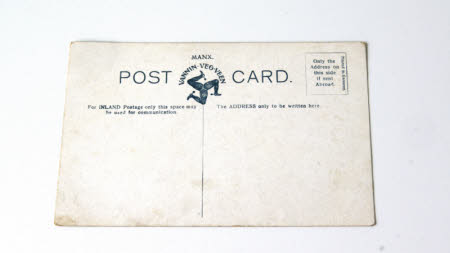 MANX.
VANNIN VEG VEEN
POST CARD.
Only the
Address on
this side
if sent
Abroad.
For INLAND Postage only this space may
be used for communication.
The ADDRESS only to be written here.